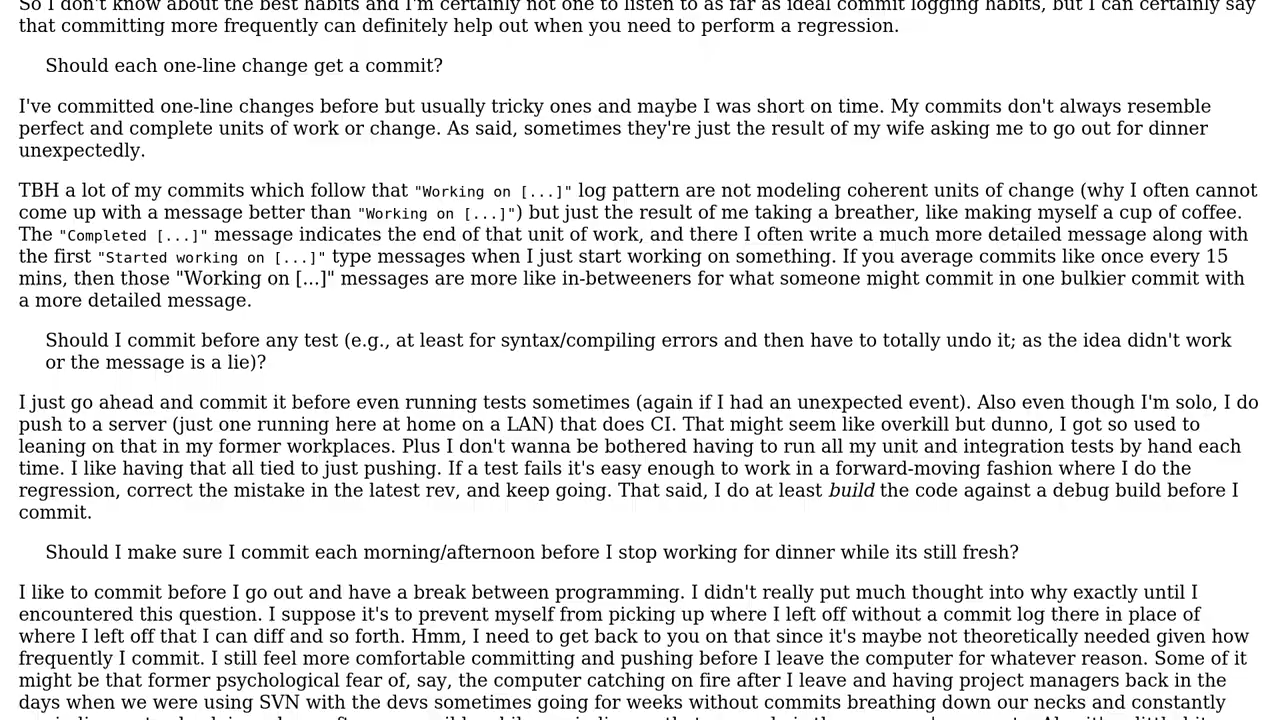 So I don't know about the best habits and I'm certainly not one to listen to as far as ideal commit logging habits, but I can certainly say
that committing more frequently can definitely help out when you need to perform a regression.
Should each one-line change get a commit?
I've committed one-line changes before but usually tricky ones and maybe I was short on time. My commits don't always resemble
perfect and complete units of work or change. As said, sometimes they're just the result of my wife asking me to go out for dinner
unexpectedly.
TBH a lot of my commits which follow that "Working on [...]" log pattern are not modeling coherent units of change (why I often cannot
come up with a message better than "Working on [...]") but just the result of me taking a breather, like making myself a cup of coffee.
The "Completed [...]" message indicates the end of that unit of work, and there I often write a much more detailed message along with
the first "Started working on [...]" type messages when I just start working on something. If you average commits like once every 15
mins, then those "Working on [...]" messages are more like in-betweeners for what someone might commit in one bulkier commit with
a more detailed message.
Should I commit before any test (e.g., at least for syntax/compiling errors and then have to totally undo it; as the idea didn't work
or the message is a lie)?
I just go ahead and commit it before even running tests sometimes (again if I had an unexpected event). Also even though I'm solo, I do
push to a server (just one running here at home on a LAN) that does CI. That might seem like overkill but dunno, I got so used to
leaning on that in my former workplaces. Plus I don't wanna be bothered having to run all my unit and integration tests by hand each
time. I like having that all tied to just pushing. If a test fails it's easy enough to work in a forward-moving fashion where I do the
regression, correct the mistake in the latest rev, and keep going. That said, I do at least build the code against a debug build before I
commit.
Should I make sure I commit each morning/afternoon before I stop working for dinner while its still fresh?
I like to commit before I go out and have a break between programming. I didn't really put much thought into why exactly until I
encountered this question. I suppose it's to prevent myself from picking up where I left off without a commit log there in place of
where I left off that I can diff and so forth. Hmm, I need to get back to you on that since it's maybe not theoretically needed given how
frequently I commit. I still feel more comfortable committing and pushing before I leave the computer for whatever reason. Some of it
might be that former psychological fear of, say, the computer catching on fire after I leave and having project managers back in the
days when we were using SVN with the devs sometimes going for weeks without commits breathing down our necks and constantly